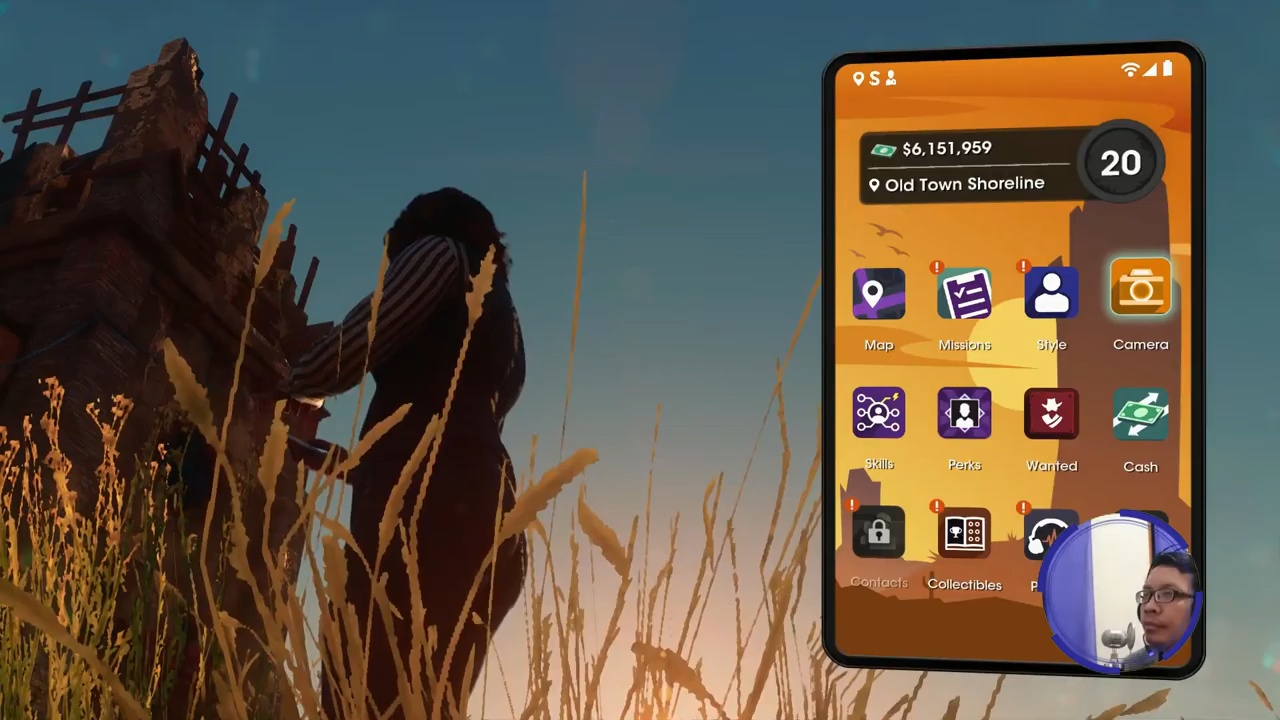 $6,151,959
20
Old Town Shoreline
Map
Missions
Style
Camera
Skills
Perks
Wanted
Cash
Contacts
Collectibles